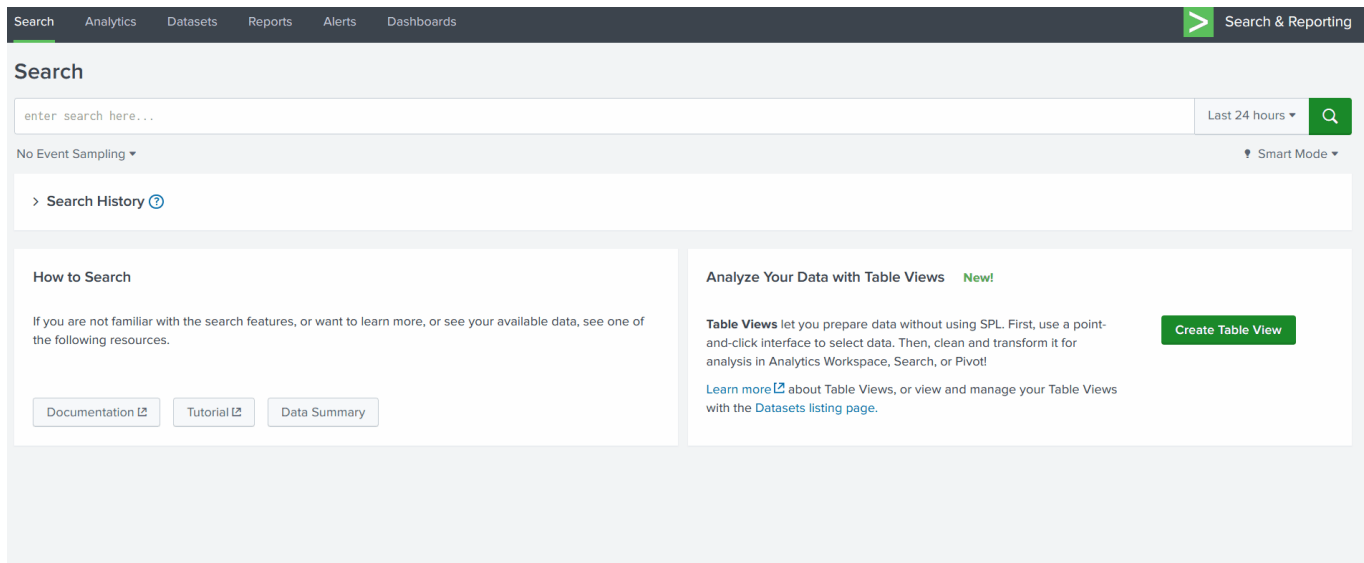 Search Analytics Datasets Reports Alerts Dashboards Search & Reporting
Search
enter search here... Last 24 hours
No Event Sampling Smart Mode
Search History ?
How to Search
If you are not familiar with the search features, or want to learn more, or see your available data, see one of
the following resources.
Documentation Tutorial Data Summary
Analyze Your Data with Table Views New!
Table Views let you prepare data without using SPL. First, use a point-
and-click interface to select data. Then, clean and transform it for
analysis in Analytics Workspace, Search, or Pivot!
Learn more about Table Views, or view and manage your Table Views
with the Datasets listing page.
Create Table View